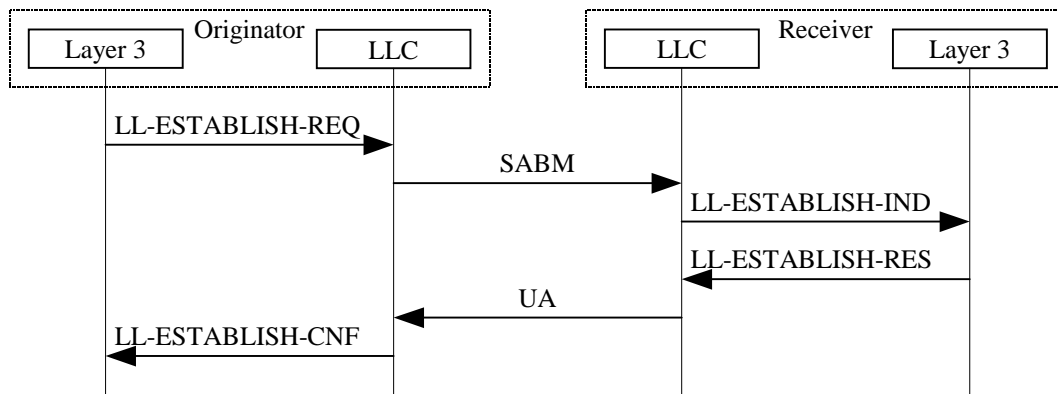 Originator
Receiver
Layer 3
LLC
LLC
Layer 3
LL-ESTABLISH-REQ
SABM
LL-ESTABLISH-IND
LL-ESTABLISH-RES
UA
LL-ESTABLISH-CNF